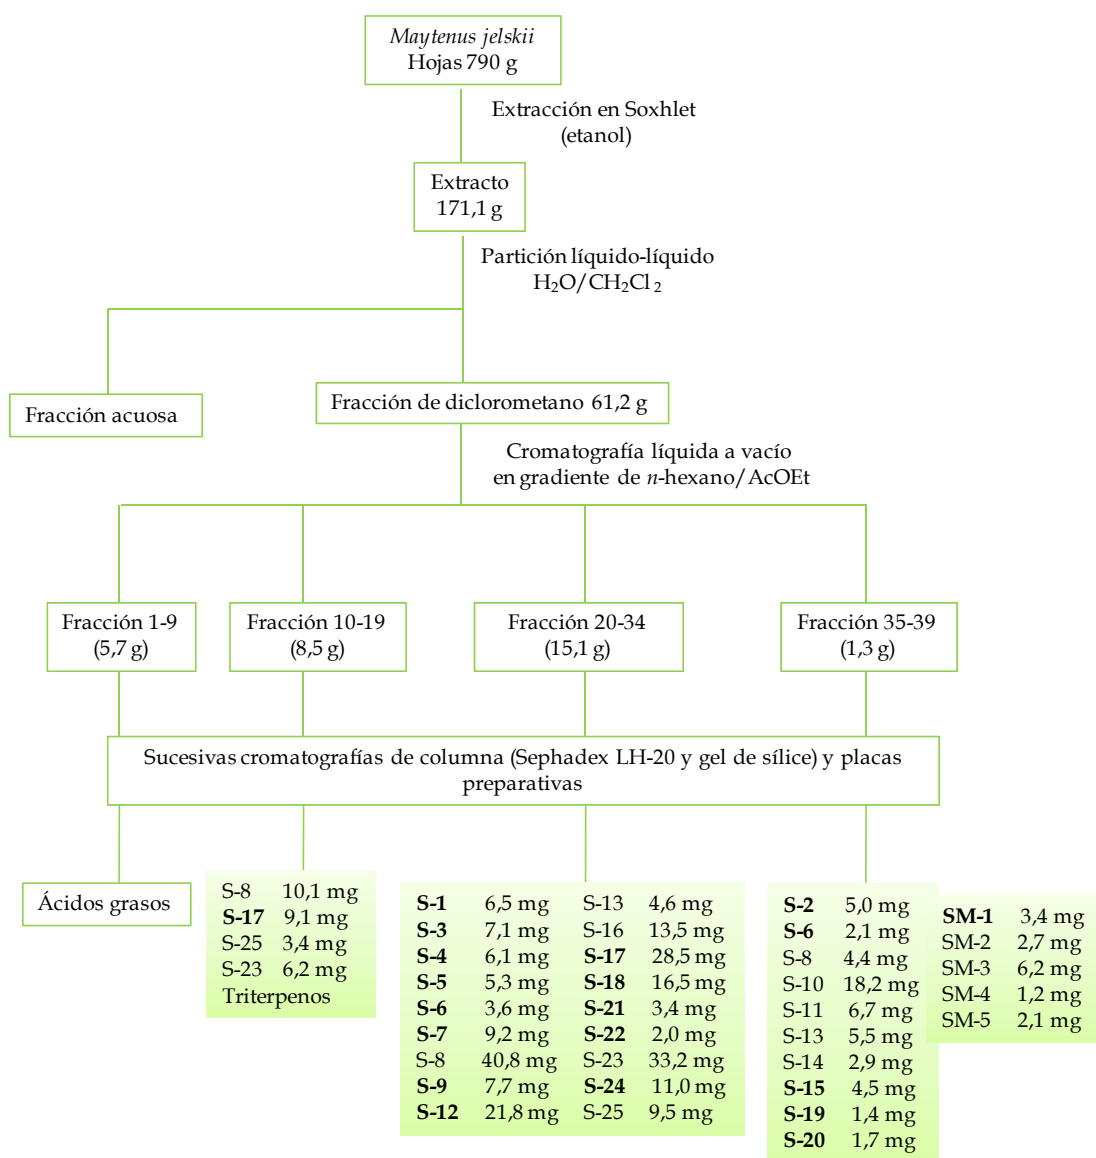 Maytenus jelskii
Hojas 790 g
Extracción en Soxhlet
(etanol)
Extracto
171,1 g
Partición líquido-líquido
H₂O/CH₂Cl₂
Fracción acuosa
Fracción de diclorometano 61,2 g
Cromatografía líquida a vacío
en gradiente de n-hexano/AcOEt
Fracción 1-9
(5,7 g)
Fracción 10-19
(8,5 g)
Fracción 20-34
(15,1 g)
Fracción 35-39
(1,3 g)
Sucesivas cromatografías de columna (Sephadex LH-20 y gel de sílice) y placas
preparativas
Ácidos grasos
S-8 10,1 mg
S-17 9,1 mg
S-25 3,4 mg
S-23 6,2 mg
Triterpenos
S-1 6,5 mg S-13 4,6 mg
S-3 7,1 mg S-16 13,5 mg
S-4 6,1 mg S-17 28,5 mg
S-5 5,3 mg S-18 16,5 mg
S-6 3,6 mg S-21 3,4 mg
S-7 9,2 mg S-22 2,0 mg
S-8 40,8 mg S-23 33,2 mg
S-9 7,7 mg S-24 11,0 mg
S-12 21,8 mg S-25 9,5 mg
S-2 5,0 mg
S-6 2,1 mg
S-8 4,4 mg
S-10 18,2 mg
S-11 6,7 mg
S-13 5,5 mg
S-14 2,9 mg
S-15 4,5 mg
S-19 1,4 mg
S-20 1,7 mg
SM-1 3,4 mg
SM-2 2,7 mg
SM-3 6,2 mg
SM-4 1,2 mg
SM-5 2,1 mg